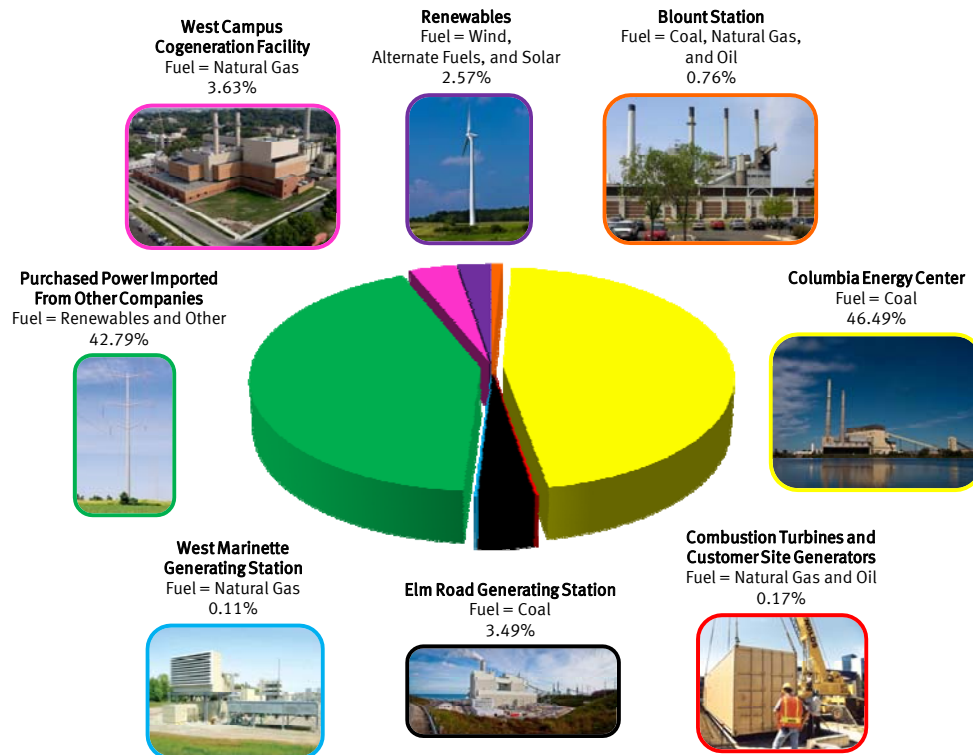 West Campus
Cogeneration Facility
Fuel = Natural Gas
3.63%
Renewables
Fuel = Wind,
Alternate Fuels, and Solar
2.57%
Blount Station
Fuel = Coal, Natural Gas,
and Oil
0.76%
Purchased Power Imported
From Other Companies
Fuel = Renewables and Other
42.79%
Columbia Energy Center
Fuel = Coal
46.49%
West Marinette
Generating Station
Fuel = Natural Gas
0.11%
Elm Road Generating Station
Fuel = Coal
3.49%
Combustion Turbines and
Customer Site Generators
Fuel = Natural Gas and Oil
0.17%